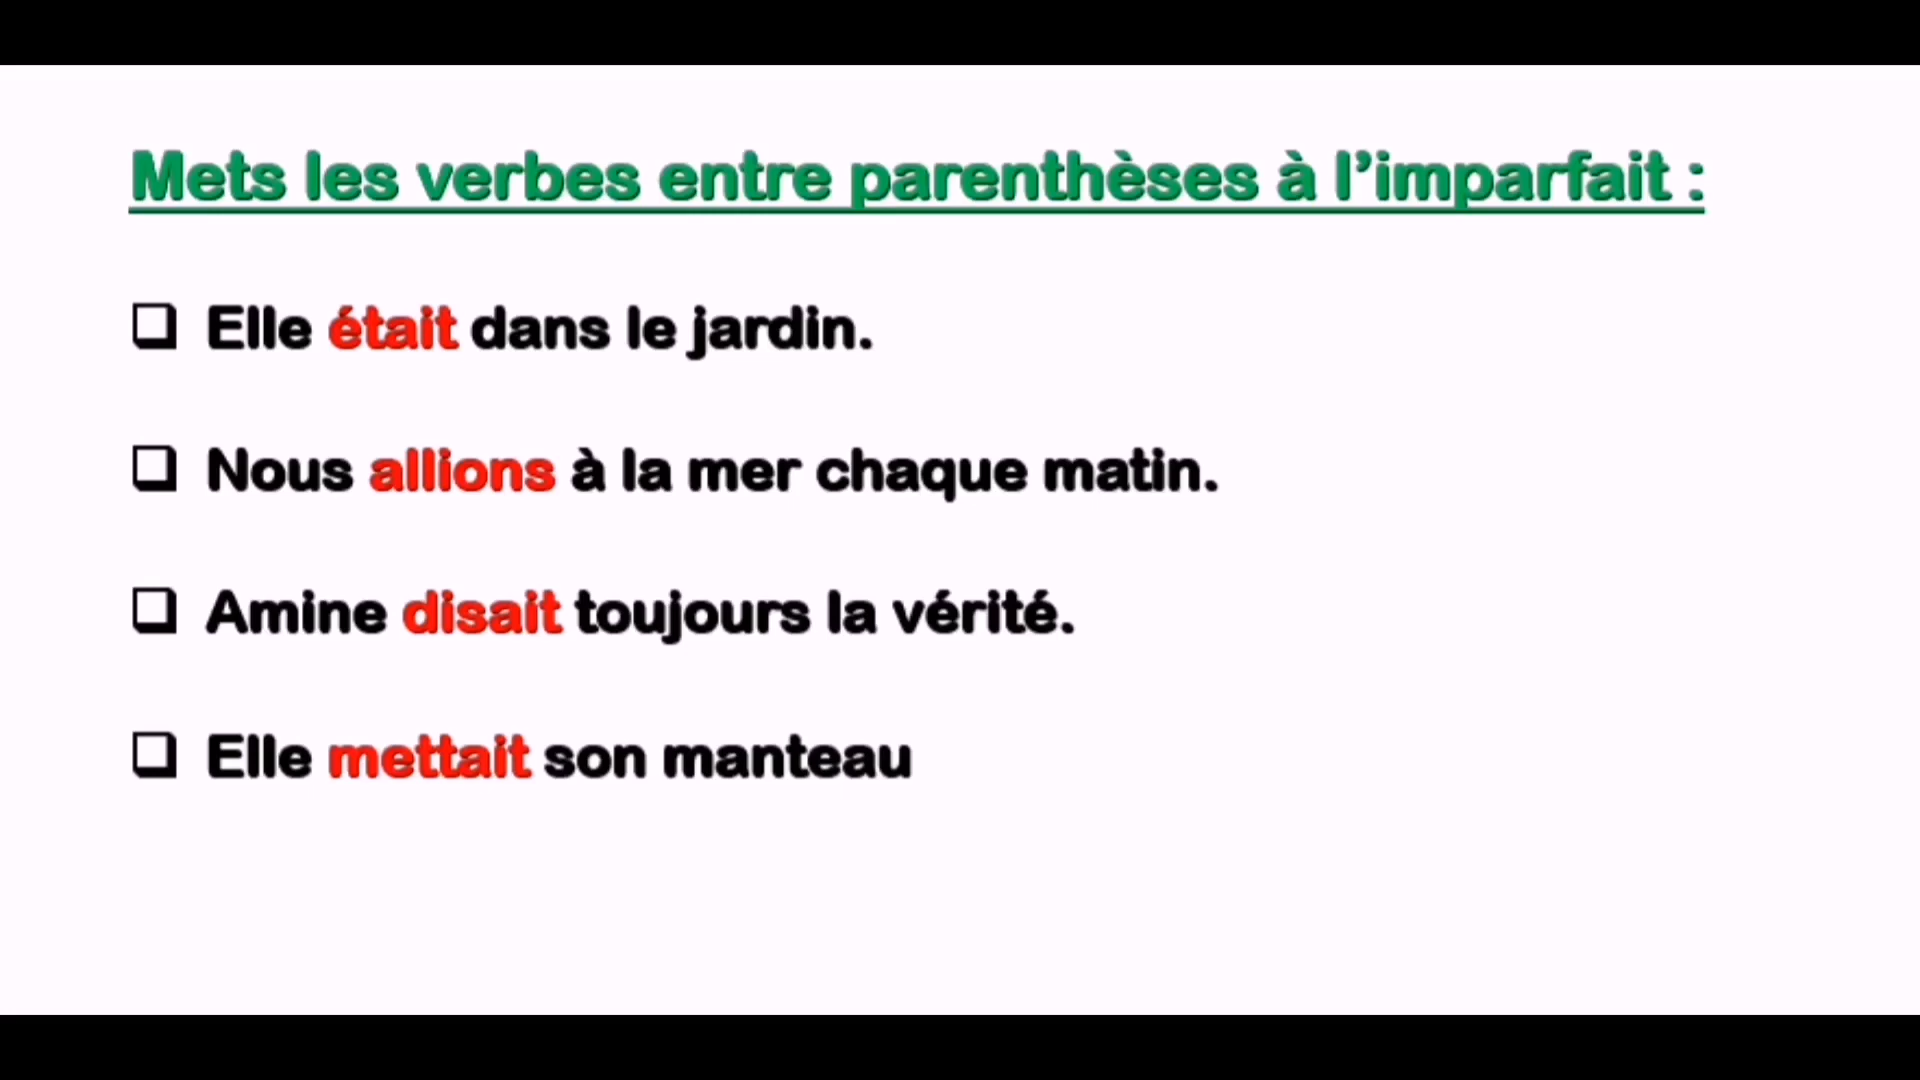 Mets les verbes entre parenthèses à l’imparfait :
❑ Elle était dans le jardin.
❑ Nous allions à la mer chaque matin.
❑ Amine disait toujours la vérité.
❑ Elle mettait son manteau